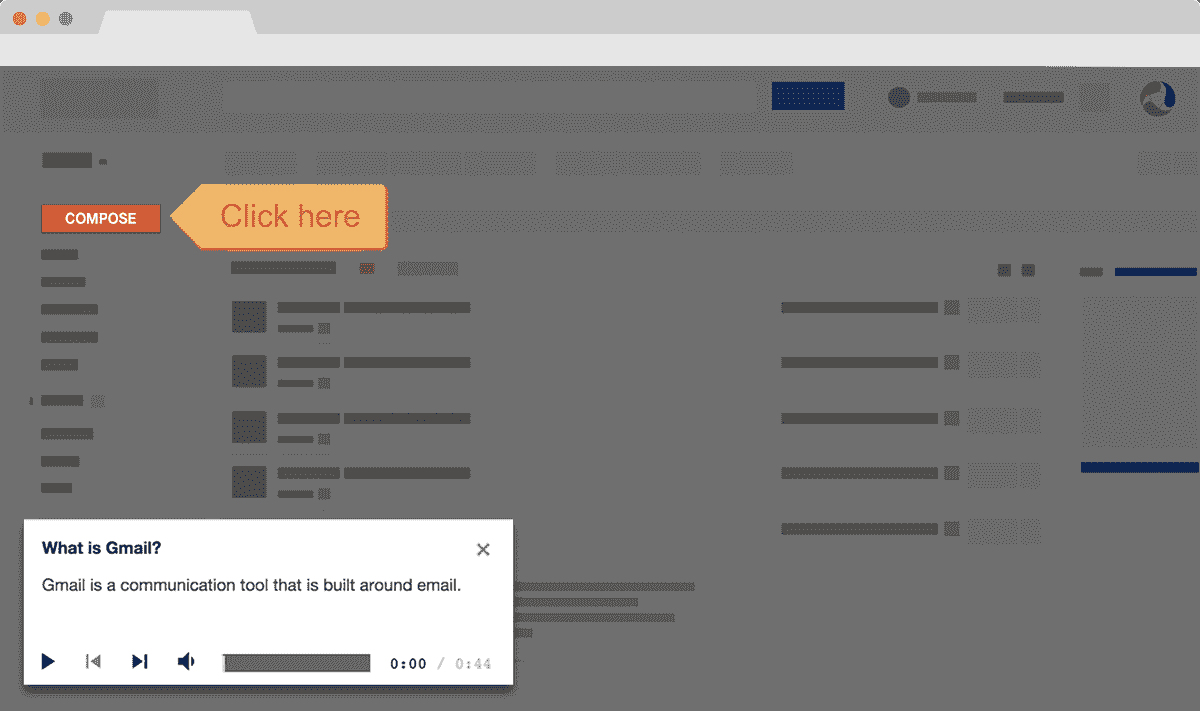 COMPOSE
Click here
What is Gmail?
Gmail is a communication tool that is built around email.
0:00 / 0:44